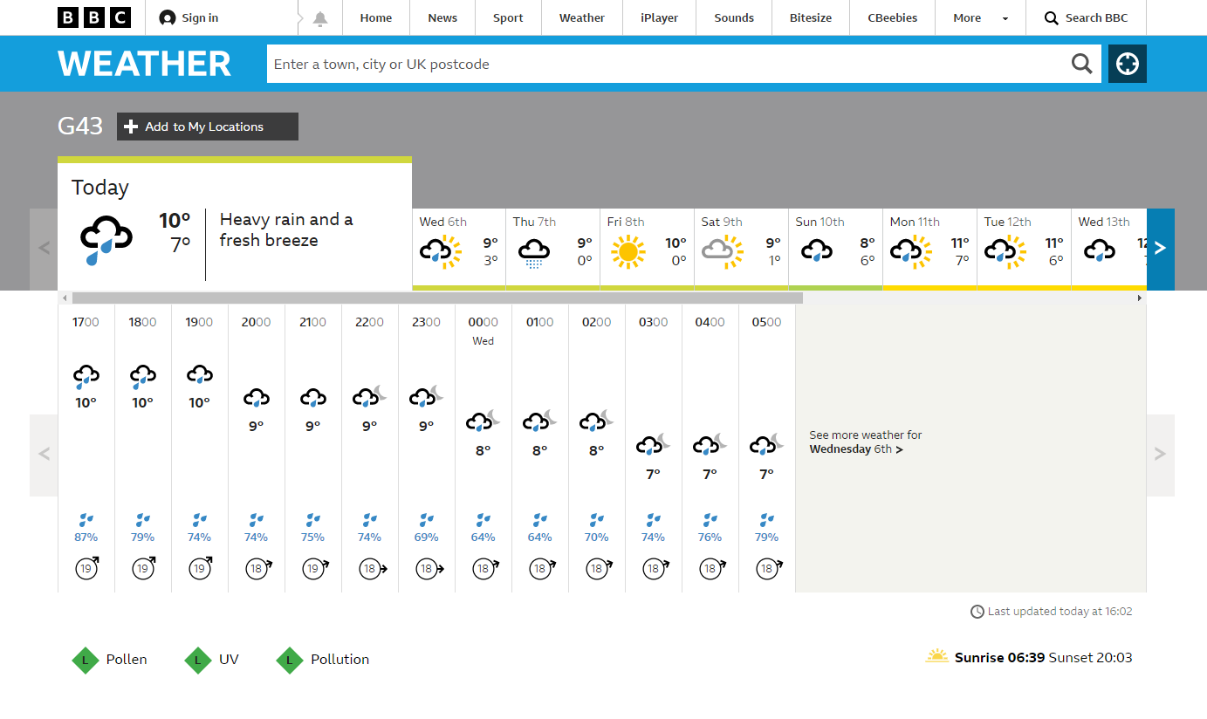 BBC Sign in Home News Sport Weather iPlayer Sounds Bitesize CBeebies More Search BBC
WEATHER Enter a town, city or UK postcode
G43 Add to My Locations
Today
10° 7° Heavy rain and a
fresh breeze
Wed 6th 9° 3°
Thu 7th 9° 0°
Fri 8th 10° 0°
Sat 9th 9° 1°
Sun 10th 8° 6°
Mon 11th 11° 7°
Tue 12th 11° 6°
Wed 13th
1700 1800 1900 2000 2100 2200 2300 0000 0100 0200 0300 0400 0500
Wed
10° 10° 10° 9° 9° 9° 9° 8° 8° 8° 7° 7° 7°
See more weather for
Wednesday 6th >
87% 79% 74% 74% 75% 74% 69% 64% 64% 70% 74% 76% 79%
19 19 19 18 19 18 18 18 18 18 18 18 18
Last updated today at 16:02
L Pollen L UV L Pollution Sunrise 06:39 Sunset 20:03